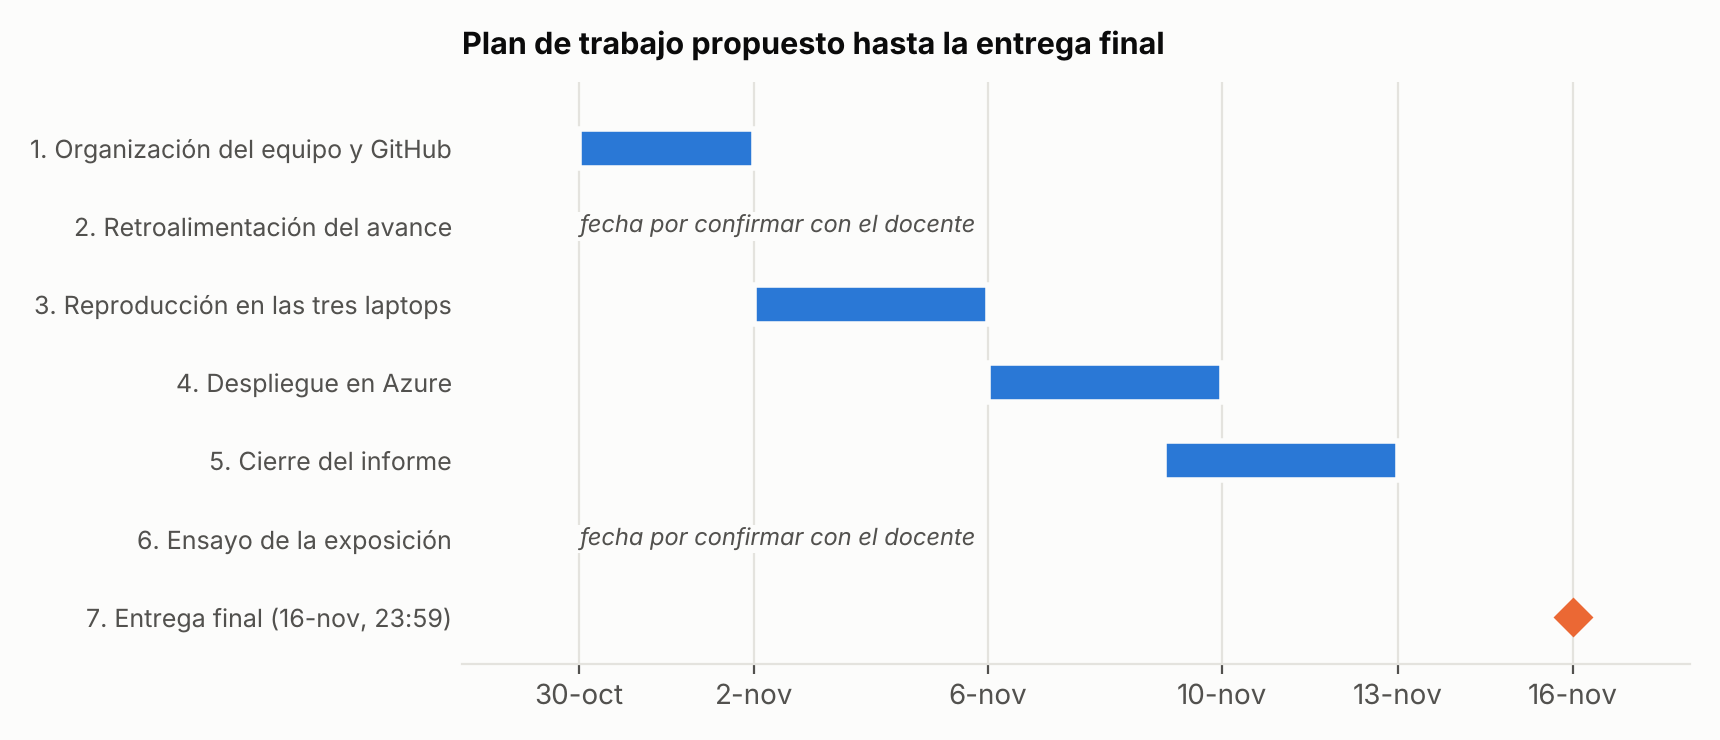 Plan de trabajo propuesto hasta la entrega final
1. Organización del equipo y GitHub
2. Retroalimentación del avance
fecha por confirmar con el docente
3. Reproducción en las tres laptops
4. Despliegue en Azure
5. Cierre del informe
6. Ensayo de la exposición
fecha por confirmar con el docente
7. Entrega final (16-nov, 23:59)
30-oct
2-nov
6-nov
10-nov
13-nov
16-nov